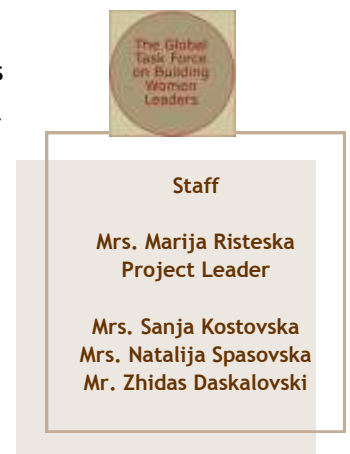 The Global
Task Force
on Building
Women
Leaders
s
.
Staff
Mrs. Marija Risteska
Project Leader
Mrs. Sanja Kostovska
Mrs. Natalija Spasovska
Mr. Zhidas Daskalovski